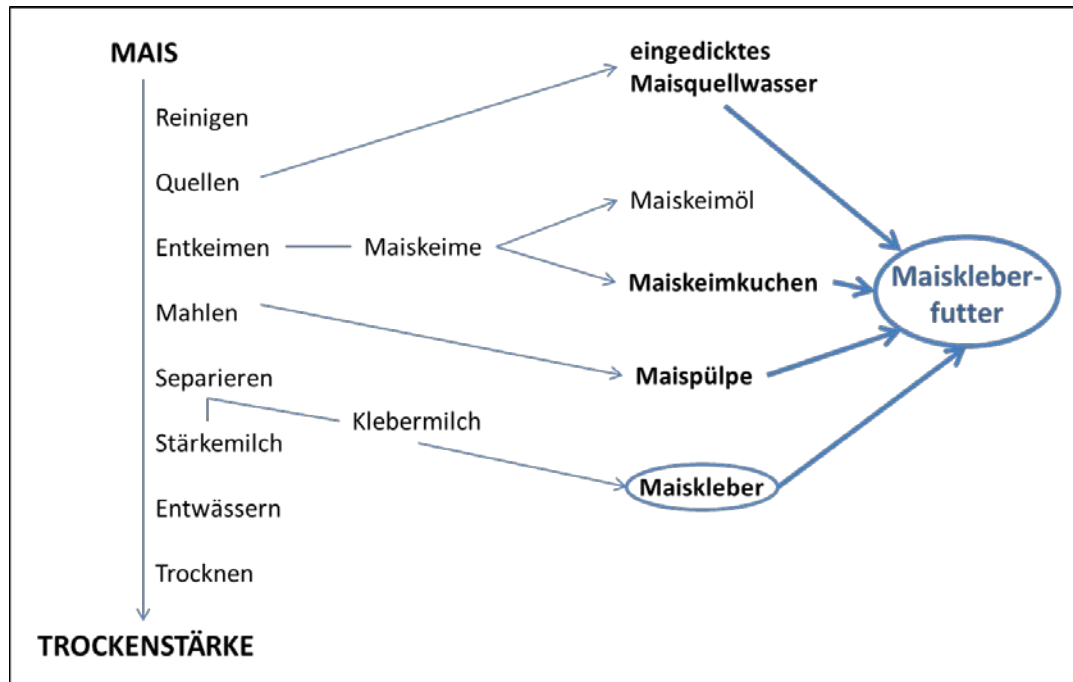 MAIS
eingedicktes
Maisquellwasser
Reinigen
Quellen
Maiskeimöl
Entkeimen
Maiskeime
Maiskeimkuchen
Maiskleber-
futter
Mahlen
Maispülpe
Separieren
Klebermilch
Stärkemilch
Maiskleber
Entwässern
Trocknen
TROCKENSTÄRKE